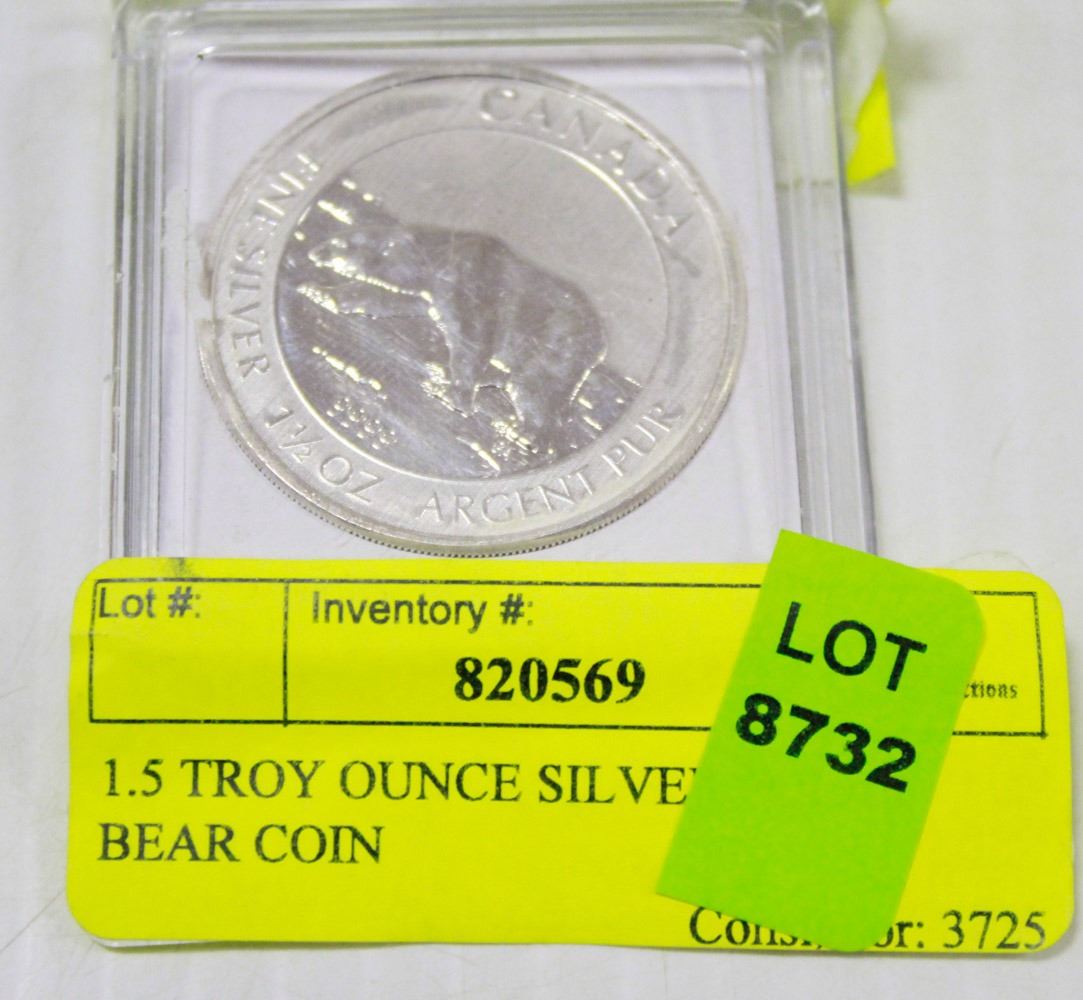 CANADA
FINE SILVER 1½ OZ ARGENT PUR
9999
Lot #:
Inventory #:
820569
LOT
8732
1.5 TROY OUNCE SILVE
BEAR COIN
3725